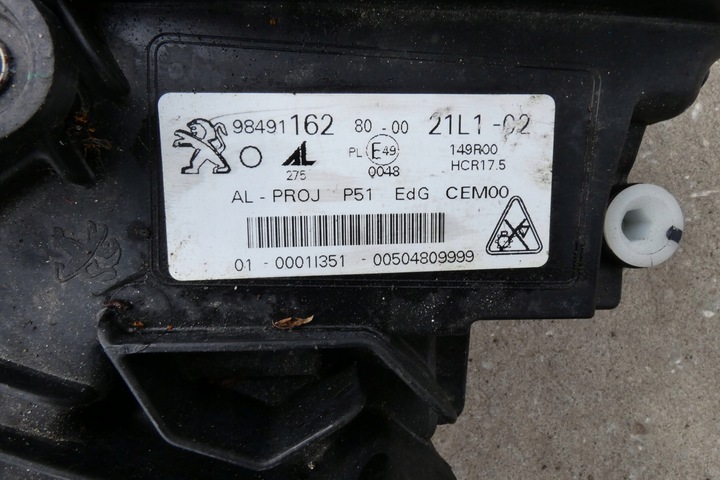 98491162 80-00 21L1-02
AL PL E49 149R00
275 0048 HCR17.5
AL-PROJ P51 EdG CEM00
01-0001I351-00504809999